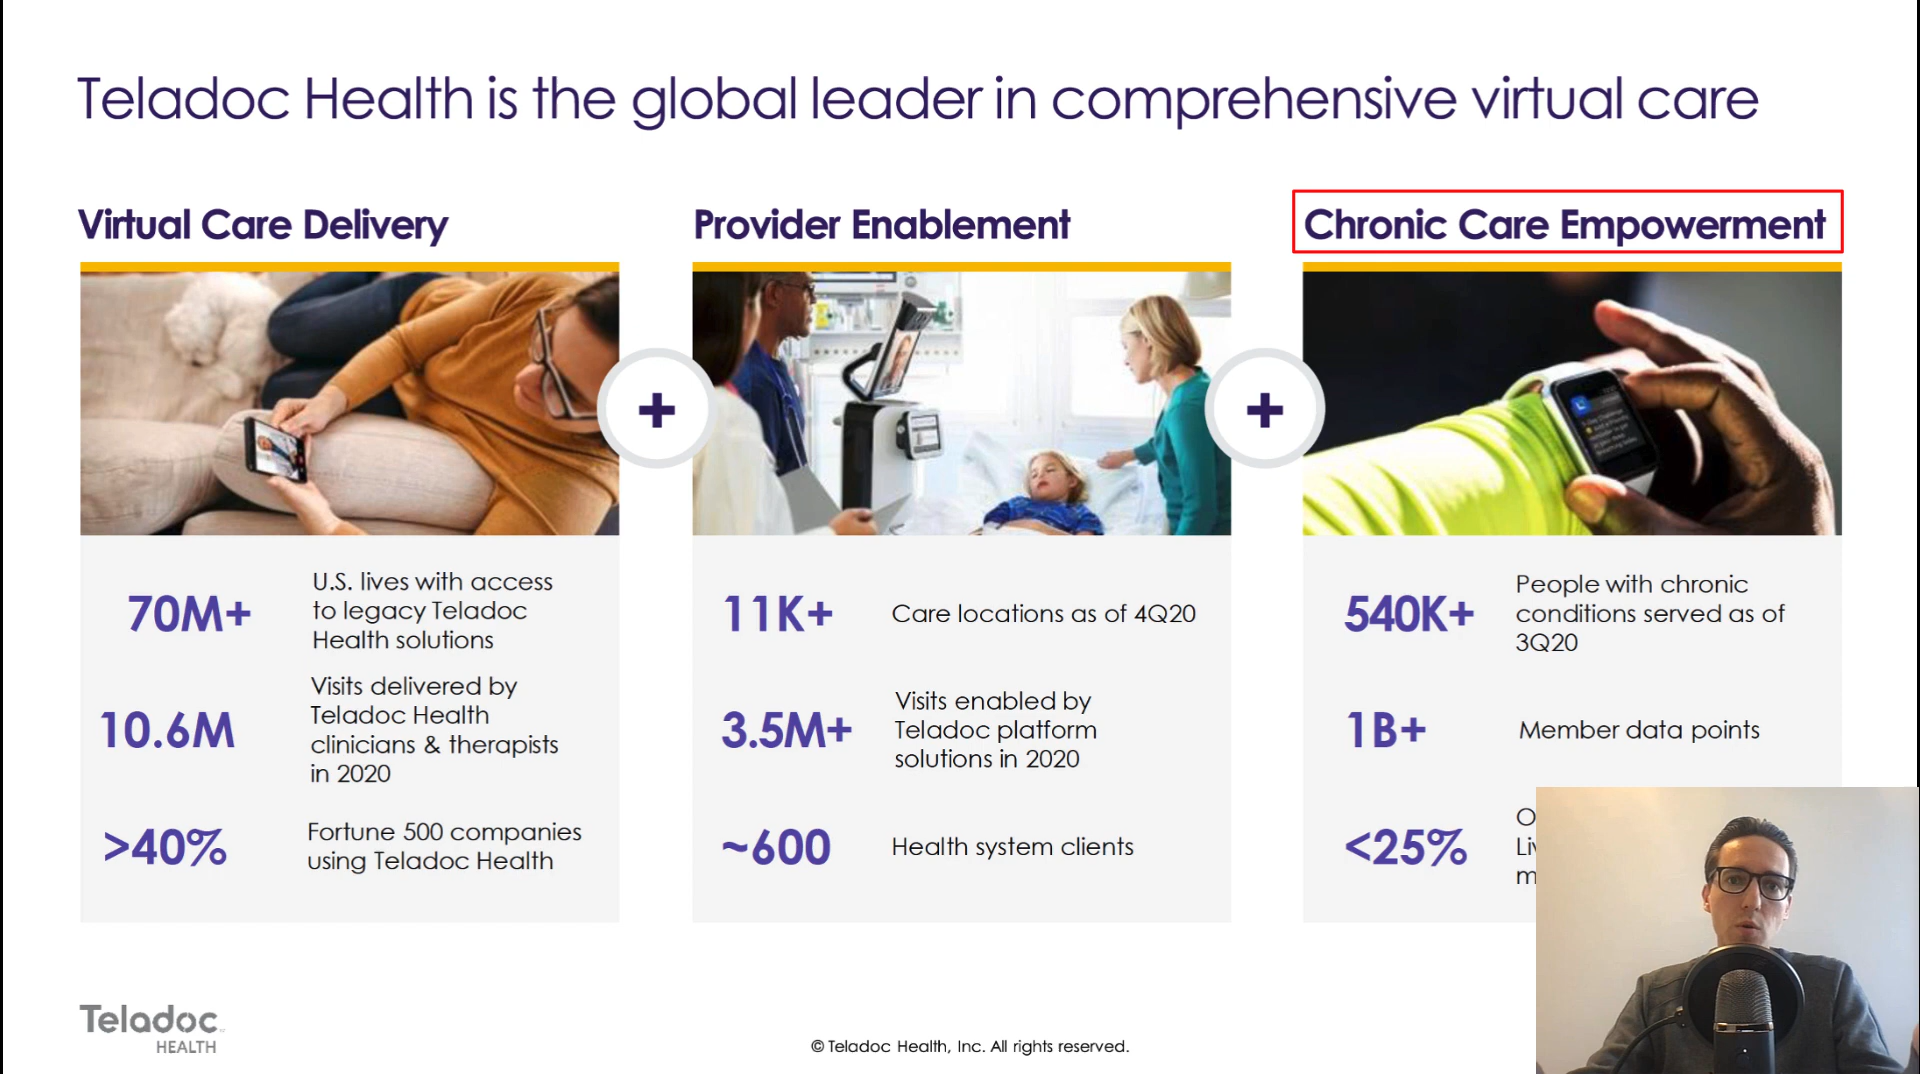 Teladoc Health is the global leader in comprehensive virtual care
Virtual Care Delivery
70M+
U.S. lives with access
to legacy Teladoc
Health solutions
10.6M
Visits delivered by
Teladoc Health
clinicians & therapists
in 2020
>40%
Fortune 500 companies
using Teladoc Health
Provider Enablement
11K+
Care locations as of 4Q20
3.5M+
Visits enabled by
Teladoc platform
solutions in 2020
~600
Health system clients
Chronic Care Empowerment
540K+
People with chronic
conditions served as of
3Q20
1B+
Member data points
<25%
Teladoc
HEALTH
© Teladoc Health, Inc. All rights reserved.